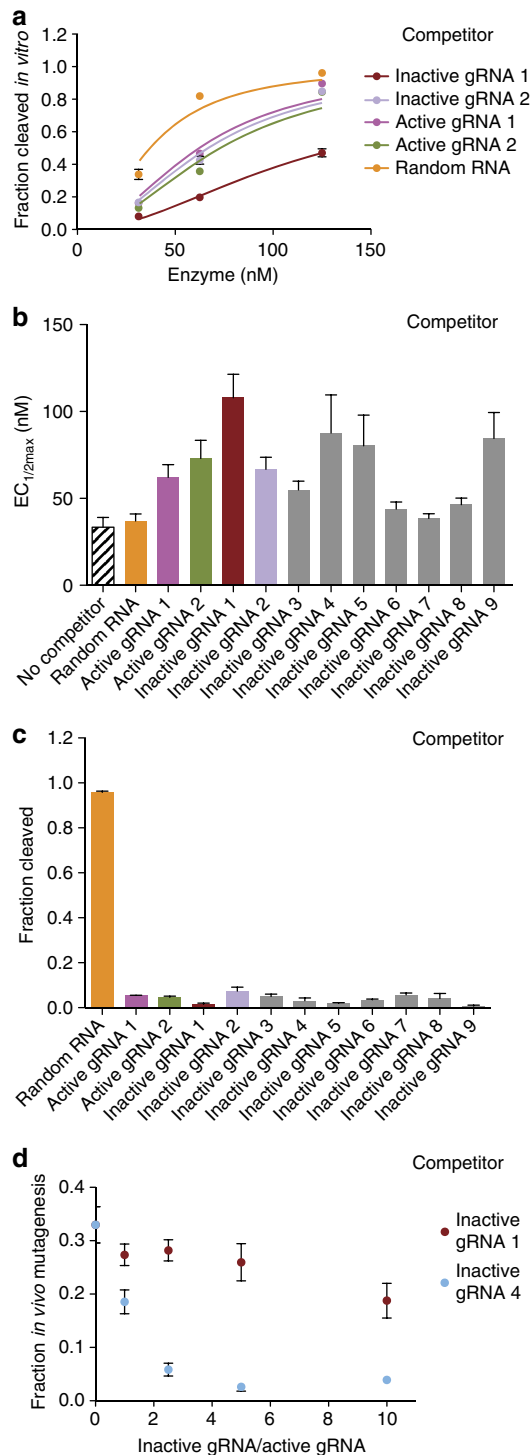 a
Competitor
Fraction cleaved in vitro
1.2
1.0
0.8
0.6
0.4
0.2
0.0
0
50
100
150
Enzyme (nM)
Inactive gRNA 1
Inactive gRNA 2
Active gRNA 1
Active gRNA 2
Random RNA
b
Competitor
EC1/2max (nM)
150
100
50
0
No competitor
Random RNA
Active gRNA 1
Active gRNA 2
Inactive gRNA 1
Inactive gRNA 2
Inactive gRNA 3
Inactive gRNA 4
Inactive gRNA 5
Inactive gRNA 6
Inactive gRNA 7
Inactive gRNA 8
Inactive gRNA 9
c
Competitor
Fraction cleaved
1.2
1.0
0.8
0.6
0.4
0.2
0.0
Random RNA
Active gRNA 1
Active gRNA 2
Inactive gRNA 1
Inactive gRNA 2
Inactive gRNA 3
Inactive gRNA 4
Inactive gRNA 5
Inactive gRNA 6
Inactive gRNA 7
Inactive gRNA 8
Inactive gRNA 9
d
Competitor
Fraction in vivo mutagenesis
0.4
0.3
0.2
0.1
0.0
0
2
4
6
8
10
Inactive gRNA/active gRNA
Inactive
gRNA 1
Inactive
gRNA 4